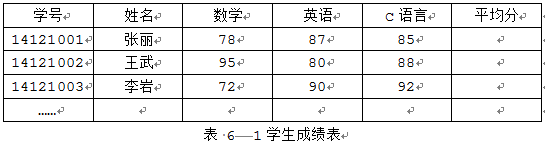 学号 姓名 数学 英语 C 语言 平均分
14121001 张丽 78 87 85
14121002 王武 95 80 88
14121003 李岩 72 90 92
……
表 6—1 学生成绩表